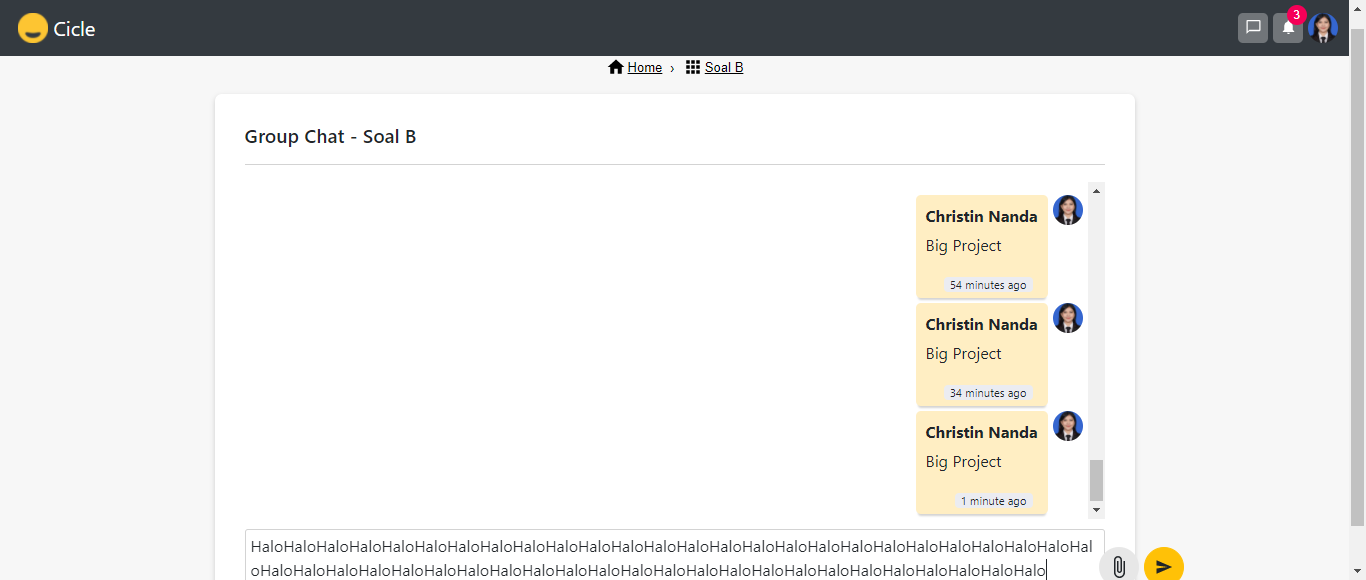 Cicle
3
Home › Soal B
Group Chat - Soal B
Christin Nanda
Big Project
54 minutes ago
Christin Nanda
Big Project
34 minutes ago
Christin Nanda
Big Project
1 minute ago
HaloHaloHaloHaloHaloHaloHaloHaloHaloHaloHaloHaloHaloHaloHaloHaloHaloHaloHaloHaloHaloHaloHaloHaloHaloHal
oHaloHaloHaloHaloHaloHaloHaloHaloHaloHaloHaloHaloHaloHaloHaloHaloHaloHaloHaloHaloHaloHaloHaloHalo